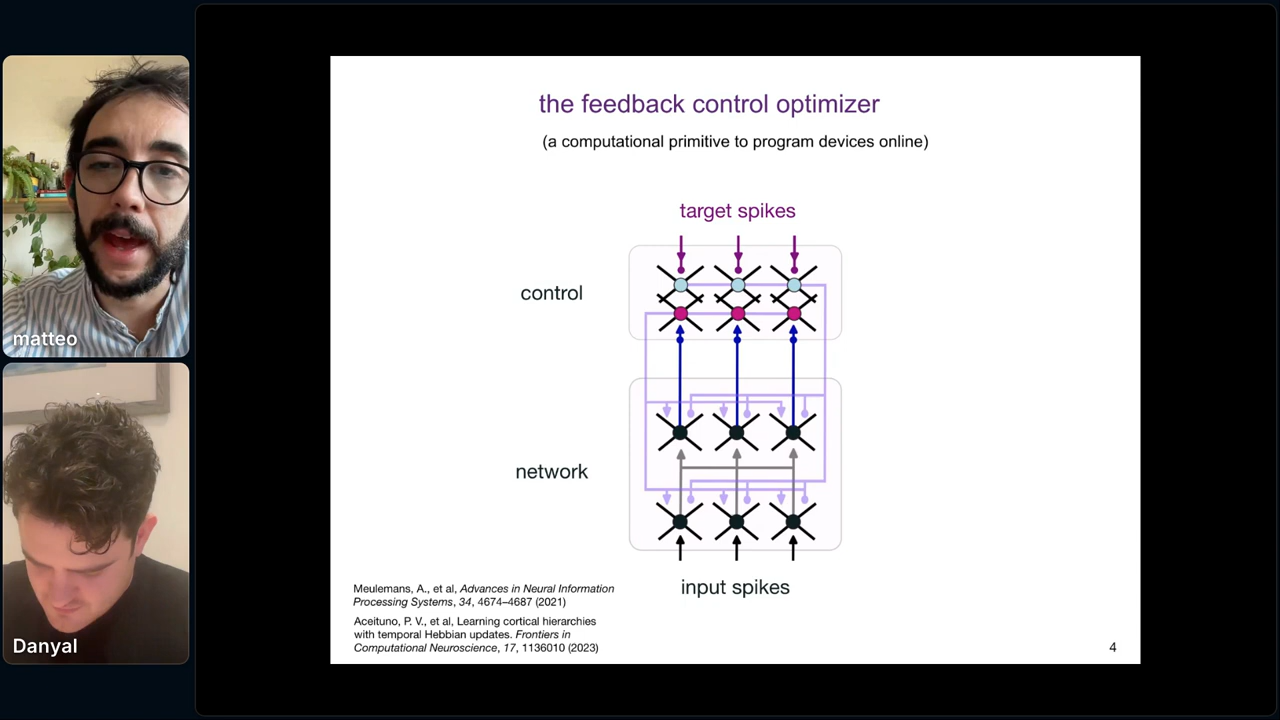 matteo
Danyal
the feedback control optimizer
(a computational primitive to program devices online)
target spikes
control
network
input spikes
Meulemans, A., et al, Advances in Neural Information
Processing Systems, 34, 4674–4687 (2021)
Aceituno, P. V., et al, Learning cortical hierarchies
with temporal Hebbian updates. Frontiers in
Computational Neuroscience, 17, 1136010 (2023)
4